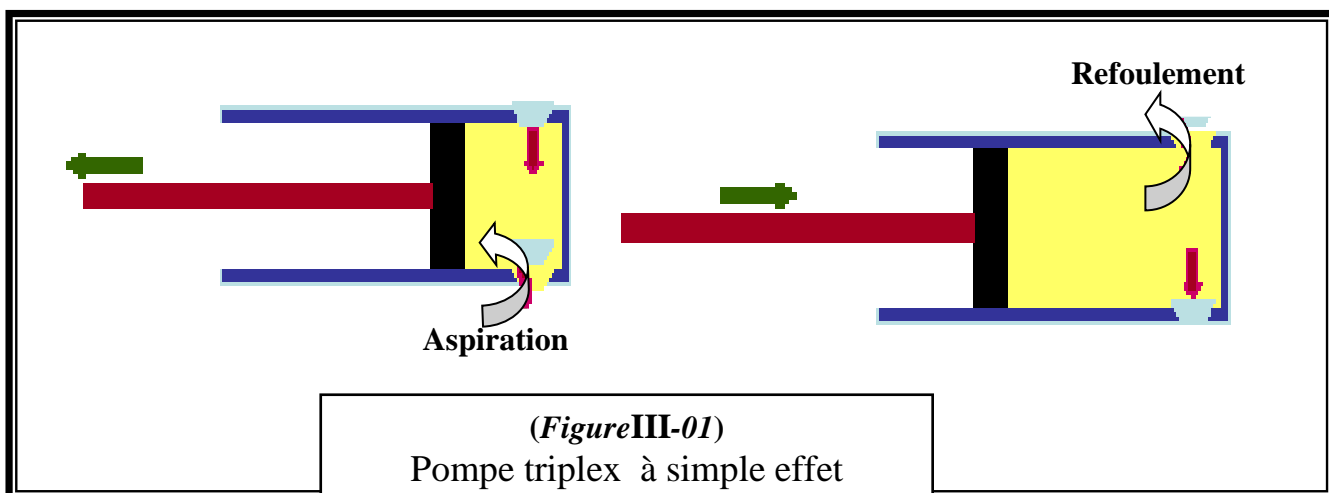 Refoulement
Aspiration
(FigureIII-01)
Pompe triplex à simple effet